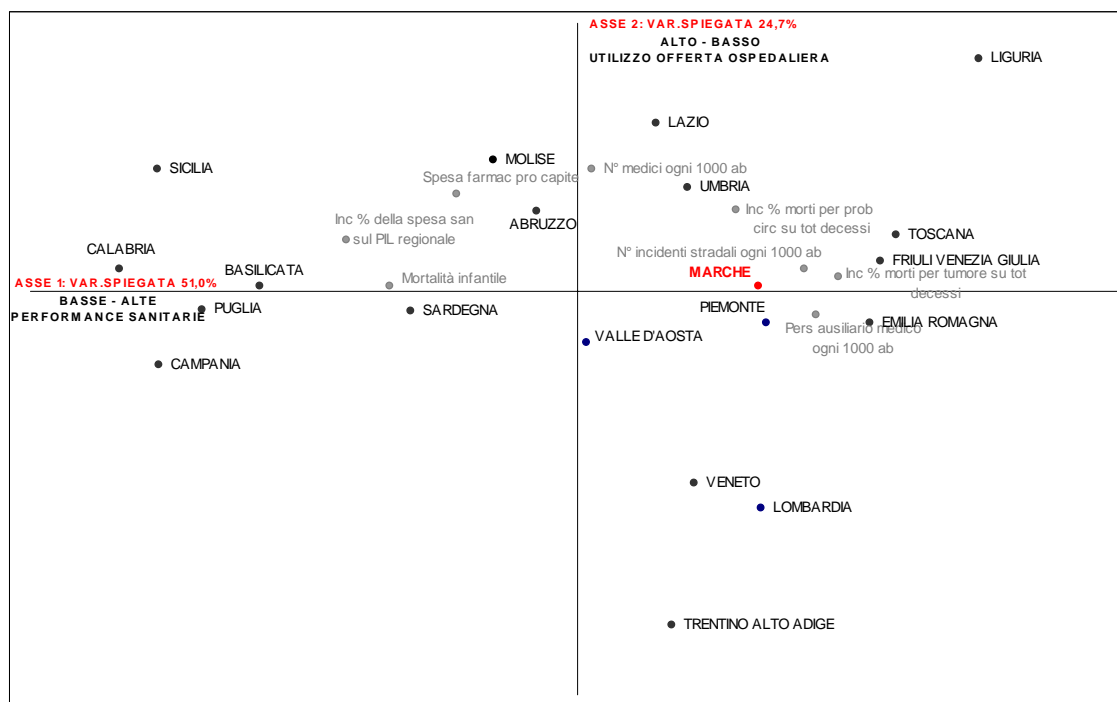 ASSE 2: VAR.SPIEGATA 24,7%
ALTO - BASSO
UTILIZZO OFFERTA OSPEDALIERA
LIGURIA
LAZIO
MOLISE
SICILIA
N° medici ogni 1000 ab
Spesa farmac pro capite
UMBRIA
Inc % della spesa san
sul PIL regionale
ABRUZZO
Inc % morti per prob
circ su tot decessi
TOSCANA
CALABRIA
N° incidenti stradali ogni 1000 ab
FRIULI VENEZIA GIULIA
BASILICATA
MARCHE
Inc % morti per tumore su tot
decessi
ASSE 1: VAR.SPIEGATA 51,0%
Mortalità infantile
BASSE - ALTE
PERFORMANCE SANITARIE
PUGLIA
SARDEGNA
PIEMONTE
EMILIA ROMAGNA
Pers ausiliario medico
ogni 1000 ab
VALLE D'AOSTA
CAMPANIA
VENETO
LOMBARDIA
TRENTINO ALTO ADIGE